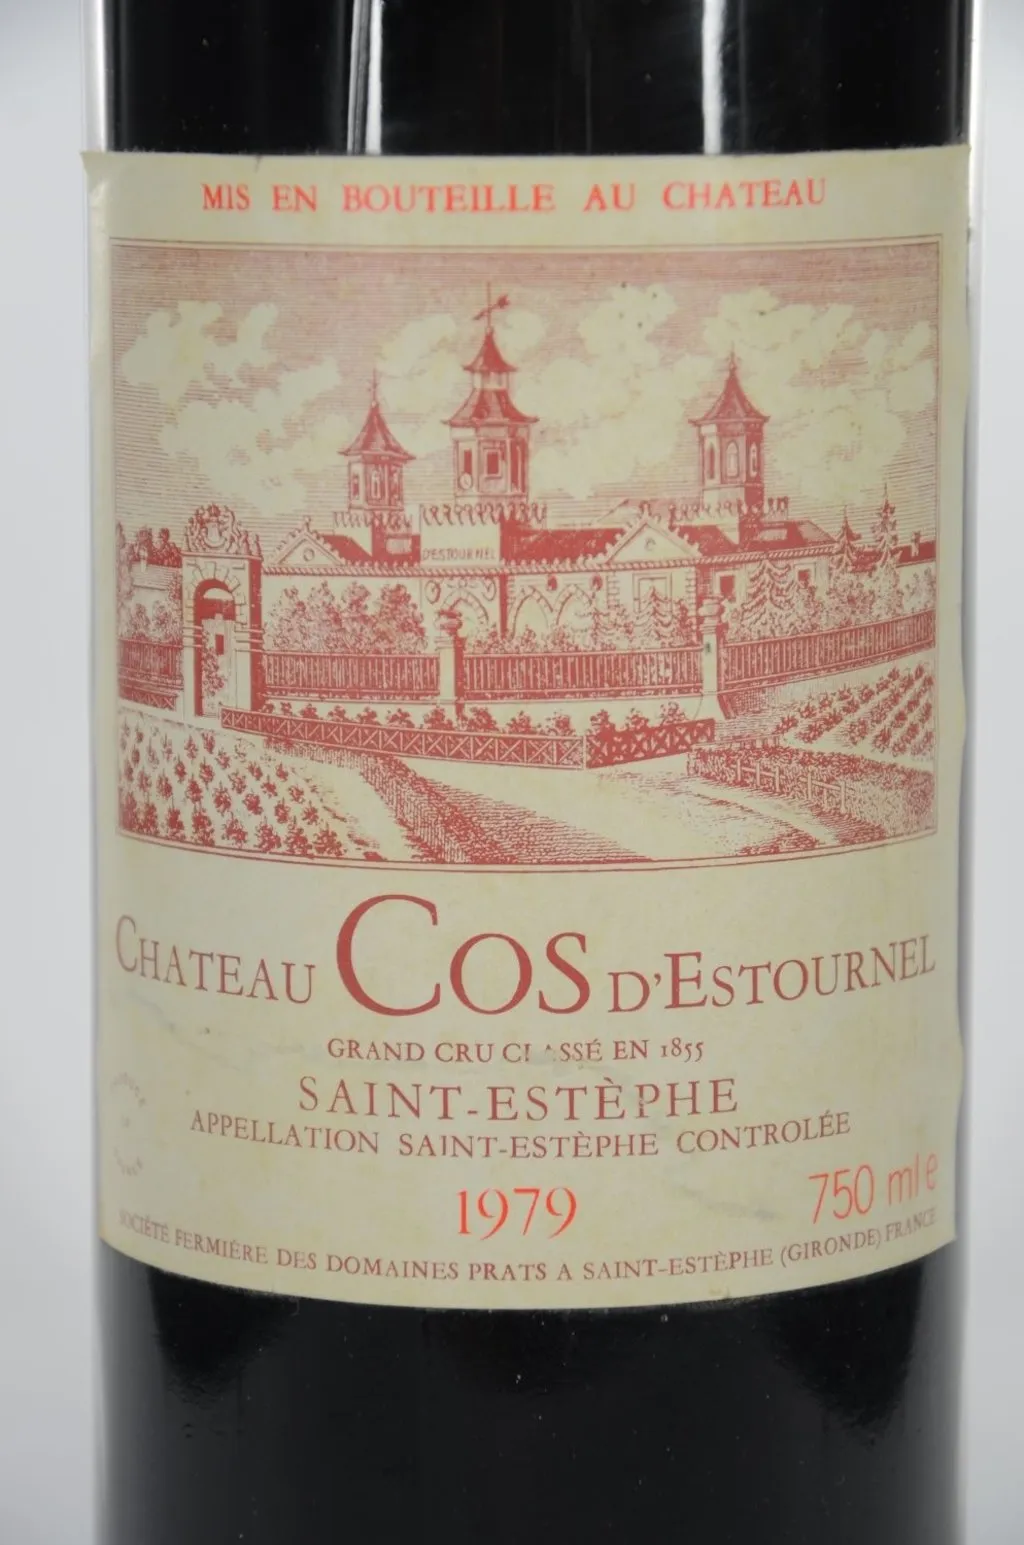 MIS EN BOUTEILLE AU CHATEAU
D'ESTOURNEL
CHATEAU COS D'ESTOURNEL
GRAND CRU CLASSÉ EN 1855
SAINT-ESTÈPHE
APPELLATION SAINT-ESTÈPHE CONTROLÉE
1979
750 ml e
SOCIÉTÉ FERMIÉRE DES DOMAINES PRATS A SAINT-ESTÈPHE (GIRONDE) FRANCE